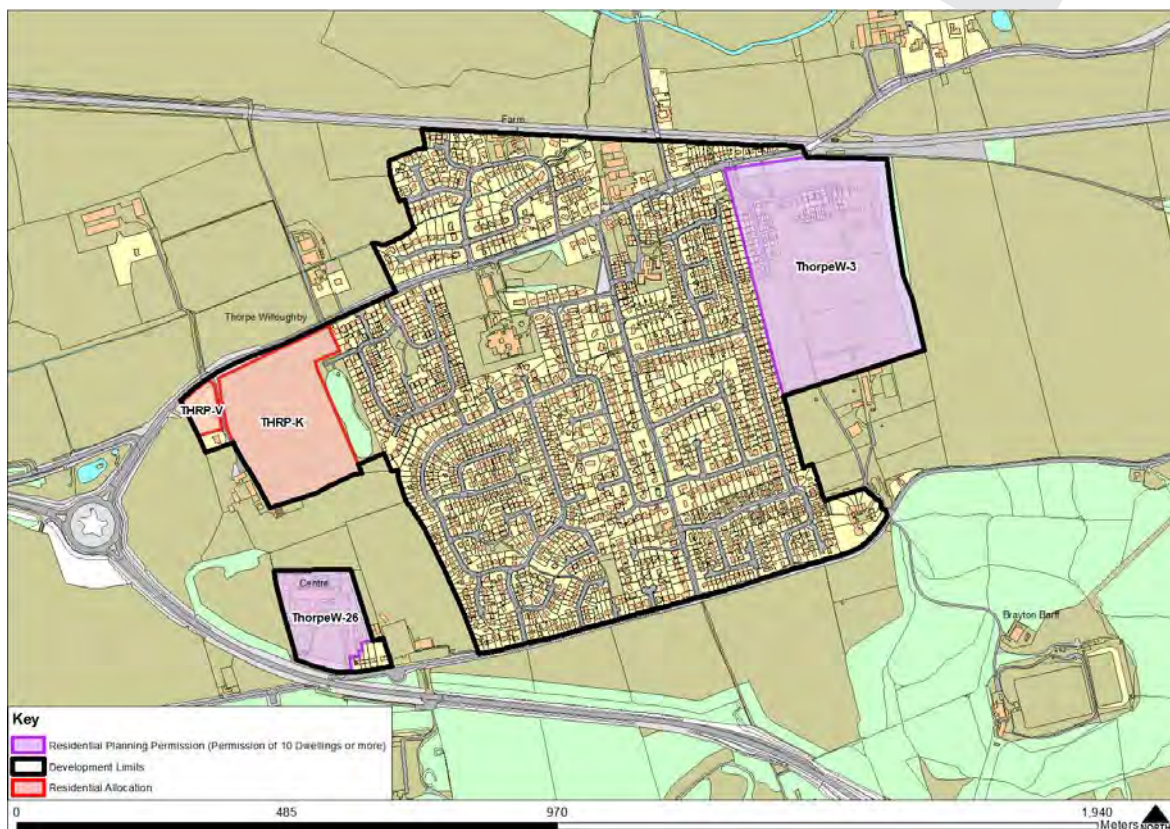 Farm
ThorpeW-3
Thorpe Willoughby
THRP-V
THRP-K
Centre
ThorpeW-26
Brayton Barff
Key
Residential Planning Permission (Permission of 10 Dwellings or more)
Development Limits
Residential Allocation
0 485 970 1,940
Meters NORTH